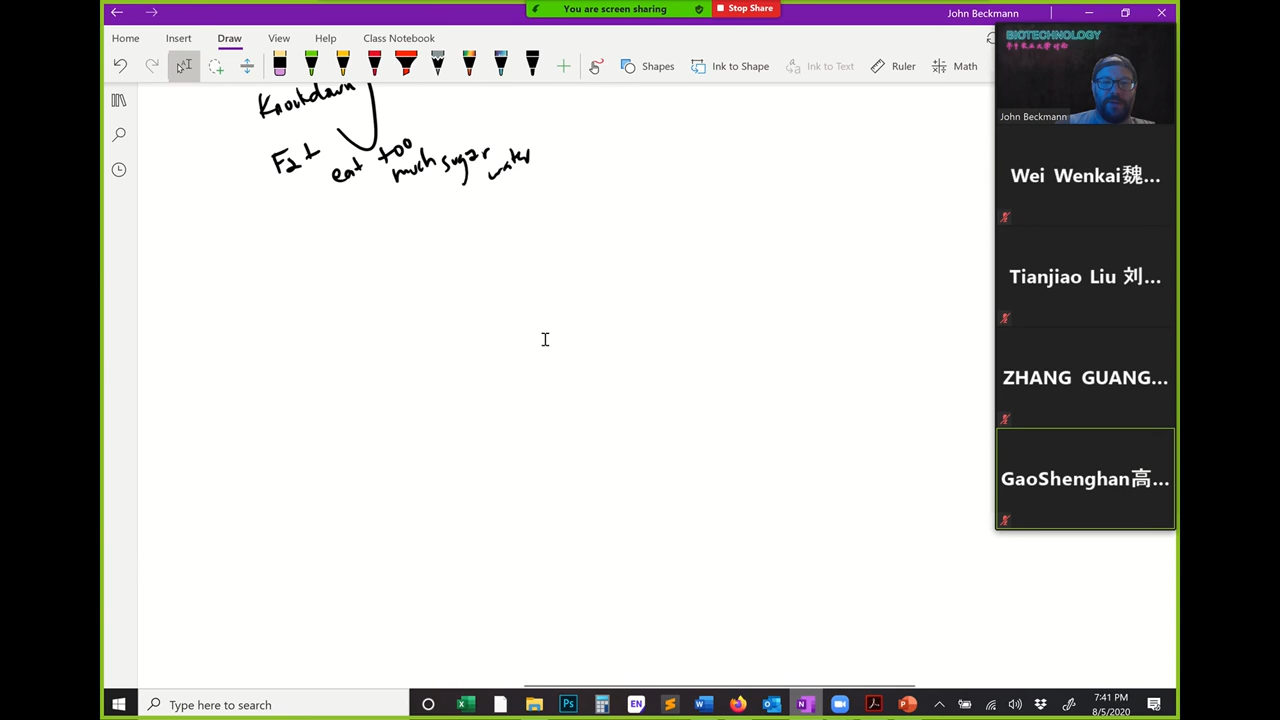 You are screen sharing Stop Share
John Beckmann
Home Insert Draw View Help Class Notebook
Shapes Ink to Shape Ink to Text Ruler Math
BIOTECHNOLOGY
John Beckmann
Wei Wenkai魏...
Tianjiao Liu 刘...
ZHANG GUANG...
GaoShenghan高...
Knockdown
eat too
much sugar
water
Type here to search
EN
7:41 PM
8/5/2020